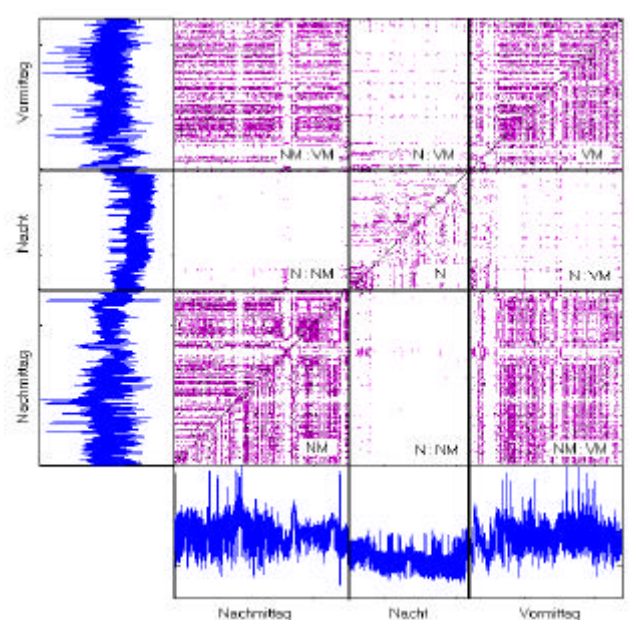 Vormittag
NM : VM
N : VM
VM
Nacht
N : NM
N
N : VM
Nachmittag
NM
N : NM
NM : VM
Nachmittag
Nacht
Vormittag